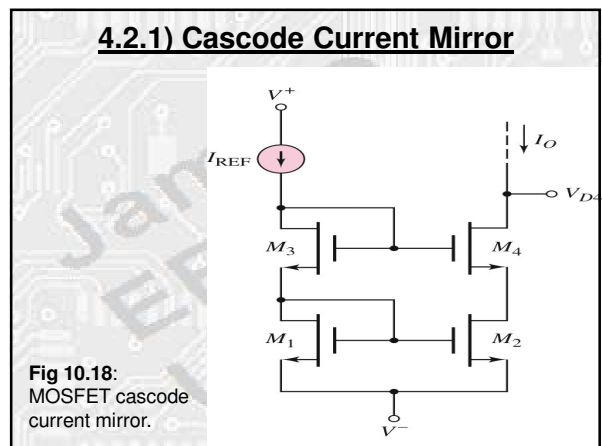 4.2.1) Cascode Current Mirror
V+
IO
IREF
VD4
M3
M4
M1
M2
Fig 10.18:
MOSFET cascode
current mirror.
V−